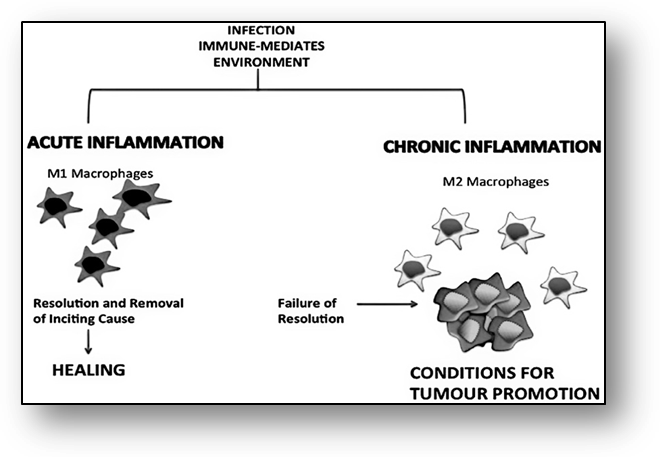 INFECTION
IMMUNE-MEDIATES
ENVIRONMENT
ACUTE INFLAMMATION
M1 Macrophages
Resolution and Removal
of Inciting Cause
HEALING
CHRONIC INFLAMMATION
M2 Macrophages
Failure of
Resolution
CONDITIONS FOR
TUMOUR PROMOTION